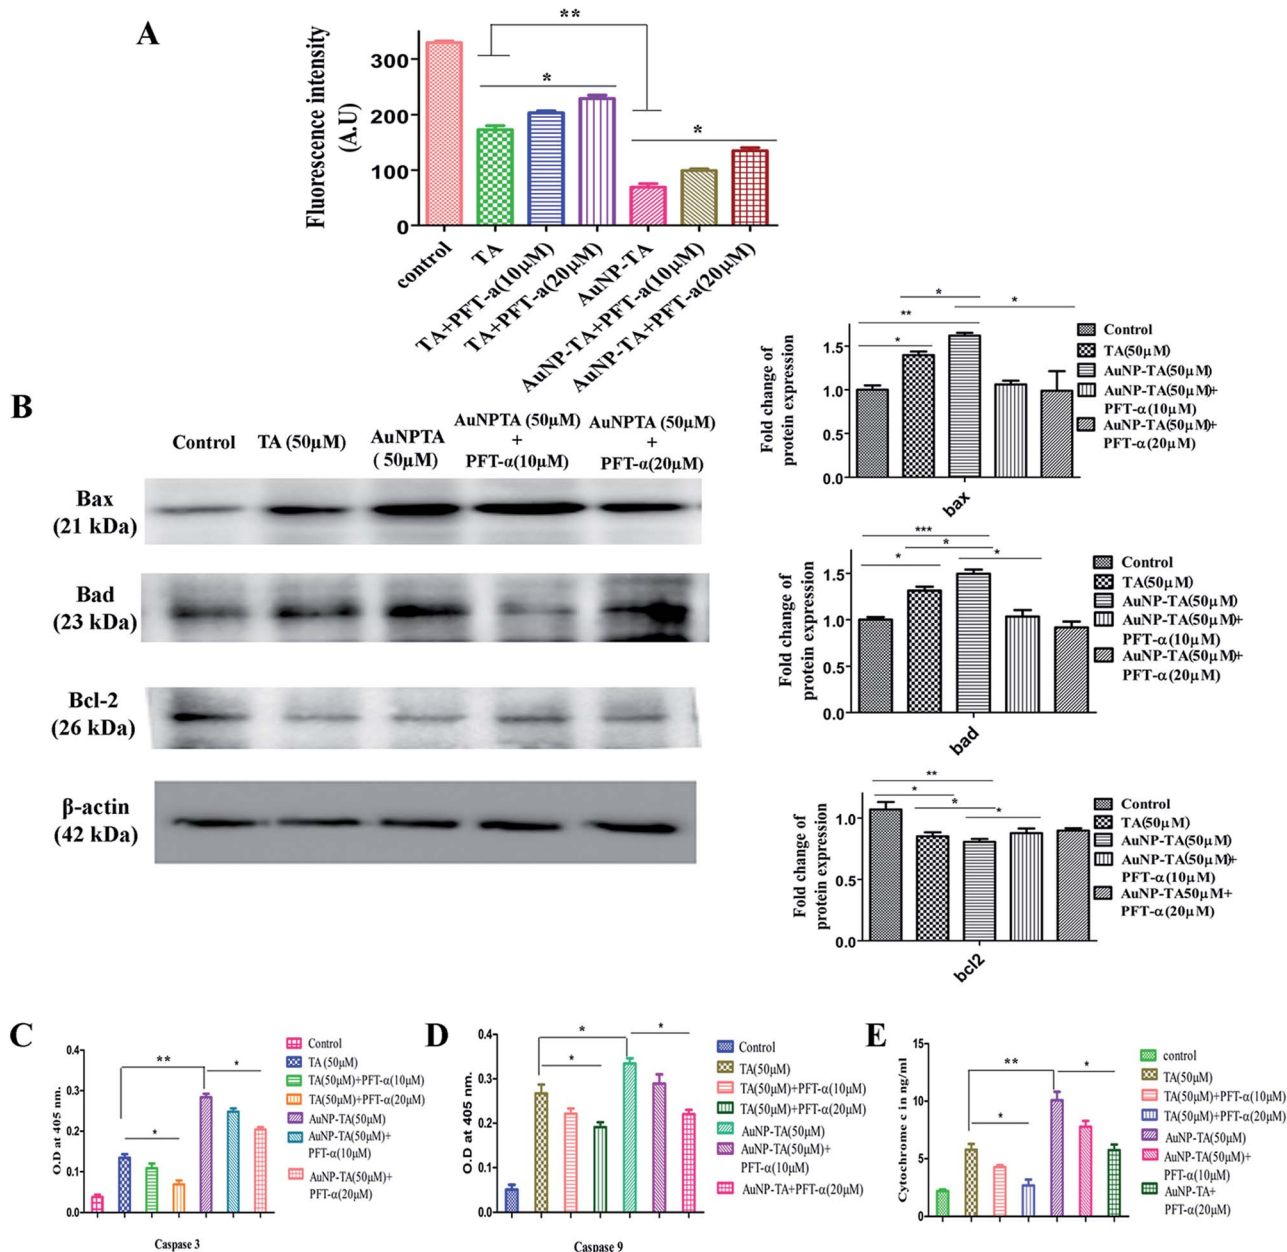 A
Fluorescence intensity
(A.U)
300
200
100
0
**
*
*
control
TA
TA+PFT-a(10µM)
TA+PFT-a(20µM)
AuNP-TA
AuNP-TA+PFT-a(10µM)
AuNP-TA+PFT-a(20µM)
B
Control
TA (50µM)
AuNPTA
( 50µM)
AuNPTA (50µM)
+
PFT-α(10µM)
AuNPTA (50µM)
+
PFT-α(20µM)
Bax
(21 kDa)
Bad
(23 kDa)
Bcl-2
(26 kDa)
β-actin
(42 kDa)
Fold change of
protein expression
1.5
1.0
0.5
0.0
*
*
**
*
bax
Control
TA(50µM)
AuNP-TA(50µM)
AuNP-TA(50µM)+
PFT-α(10µM)
AuNP-TA(50µM)+
PFT-α(20µM)
Fold change of
protein expression
1.5
1.0
0.5
0.0
***
*
*
*
bad
Control
TA(50µM)
AuNP-TA(50µM)
AuNP-TA(50µM)+
PFT-α(10µM)
AuNP-TA(50µM)+
PFT-α(20µM)
Fold change of
protein expression
1.0
0.5
0.0
**
*
*
*
bcl2
Control
TA(50µM)
AuNP-TA(50µM)
AuNP-TA(50µM)+
PFT-α(10µM)
AuNP-TA50µM+
PFT-α(20µM)
C
O.D at 405 nm.
0.4
0.3
0.2
0.1
0.0
**
*
*
Caspase 3
Control
TA (50µM)
TA(50µM)+PFT-α(10µM)
TA(50µM)+PFT-α(20µM)
AuNP-TA(50µM)
AuNP-TA(50µM)+
PFT-α(10µM)
AuNP-TA(50µM)+
PFT-α(20µM)
D
O.D at 405 nm.
0.4
0.3
0.2
0.1
0.0
*
*
*
Caspase 9
Control
TA(50µM)
TA(50µM)+PFT-α(10µM)
TA(50µM)+PFT-α(20µM)
AuNP-TA(50µM)
AuNP-TA(50µM)+
PFT-α(10µM)
AuNP-TA+PFT-α(20µM)
E
Cytochrome c in ng/ml
15
10
5
0
**
*
*
control
TA(50µM)
TA(50µM)+PFT-α(10µM)
TA(50µM)+PFT-α(20µM)
AuNP-TA(50µM)
AuNP-TA(50µM)+
PFT-α(10µM)
AuNP-TA+
PFT-α(20µM)